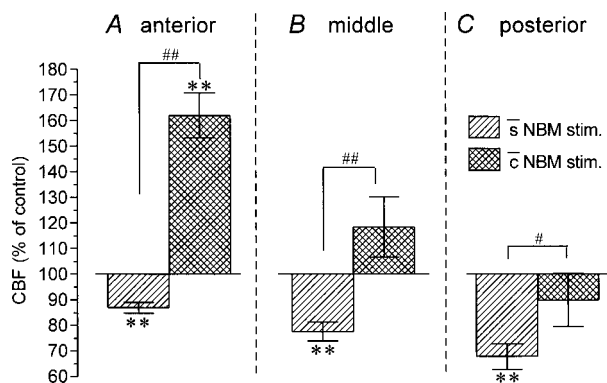 A anterior B middle C posterior
## ## #
180
170
160
150
140
130
120
110
100
90
80
70
60
CBF (% of control)
** ** ** **
s̅ NBM stim.
c̅ NBM stim.